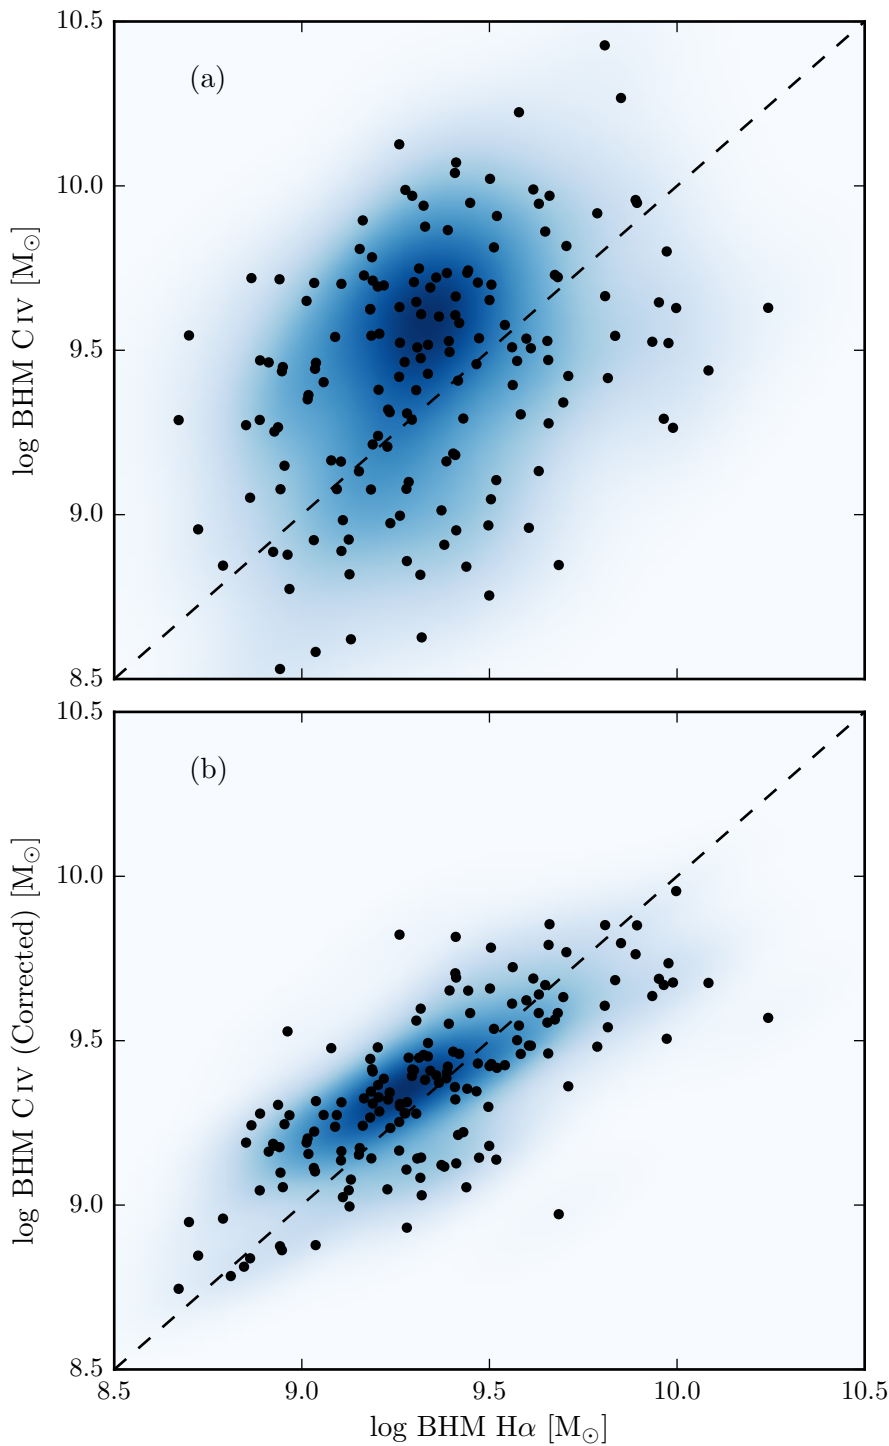 (a)
log BHM C IV [M⊙]
10.5
10.0
9.5
9.0
8.5
(b)
log BHM C IV (Corrected) [M⊙]
10.5
10.0
9.5
9.0
8.5
8.5 9.0 9.5 10.0 10.5
log BHM Hα [M⊙]